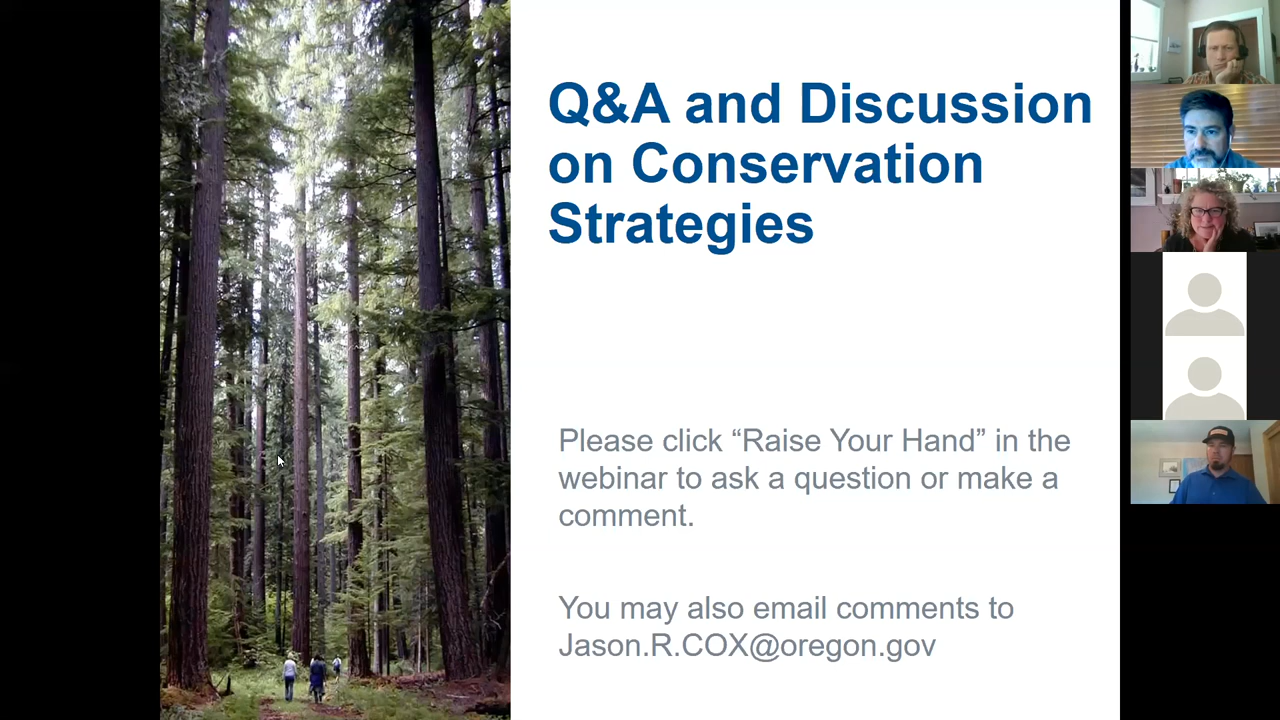 Q&A and Discussion
on Conservation
Strategies
Please click “Raise Your Hand” in the
webinar to ask a question or make a
comment.
You may also email comments to
Jason.R.COX@oregon.gov